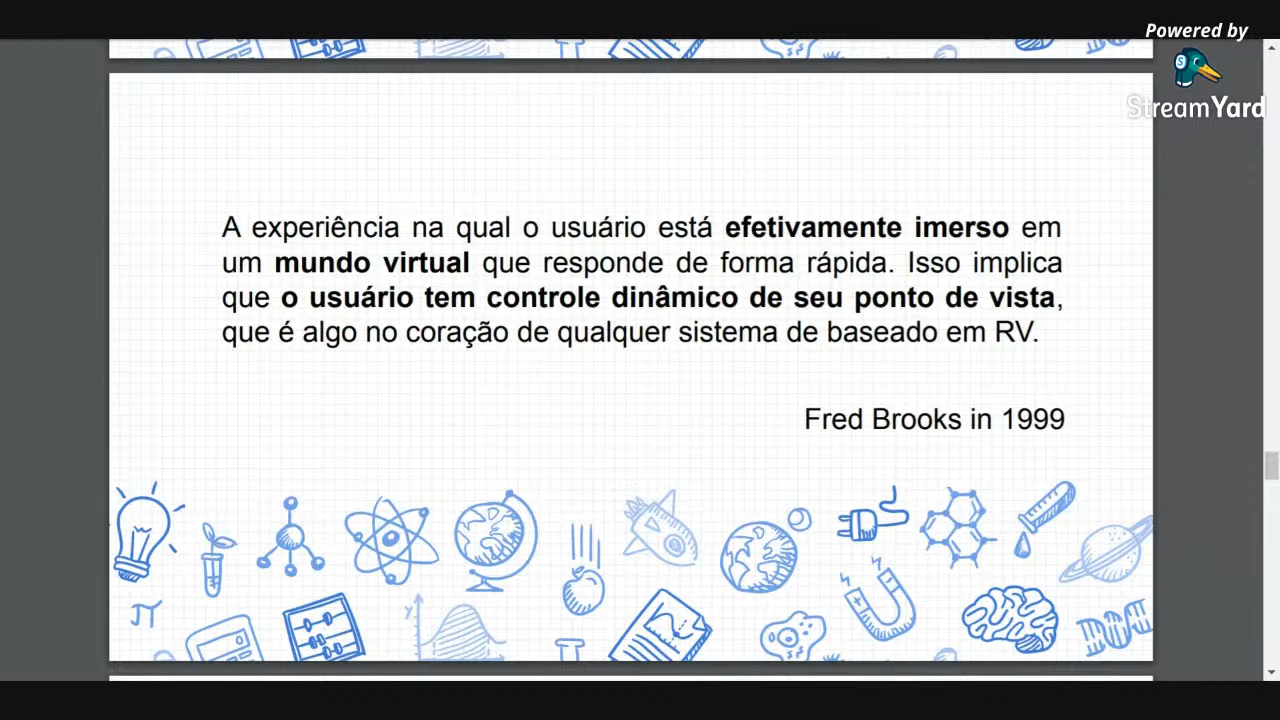 Powered by
StreamYard
A experiência na qual o usuário está efetivamente imerso em
um mundo virtual que responde de forma rápida. Isso implica
que o usuário tem controle dinâmico de seu ponto de vista,
que é algo no coração de qualquer sistema de baseado em RV.
Fred Brooks in 1999